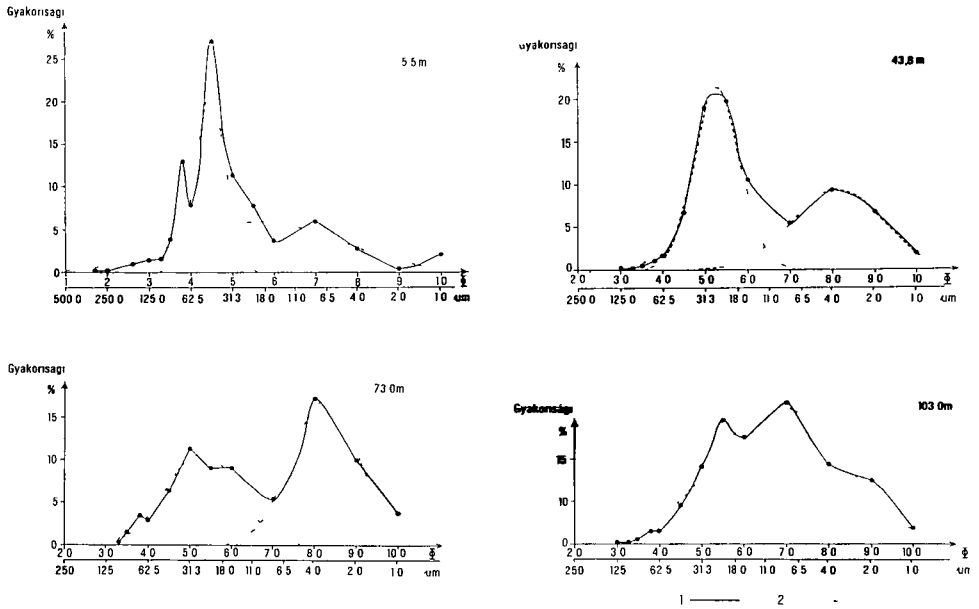 Gyakorisagi
%
5 5 m
25
20
15
10
5
0
1 2 3 4 5 6 7 8 9 10 Φ
500 0 250 0 125 0 62 5 31 3 18 0 11 0 6 5 4 0 2 0 1 0 um
Gyakonsagi
%
43,8 m
20
15
10
5
0
2 0 3 0 4 0 5 0 6 0 7 0 8 0 9 0 10 Φ
250 0 125 0 62 5 31 3 18 0 11 0 6 5 4 0 2 0 1 0 um
Gyakonsagi
%
73 0m
15
10
5
0
2 0 3 0 4 0 5 0 6 0 7 0 8 0 9 0 10 0 Φ
250 125 62 5 31 3 18 0 11 0 6 5 4 0 2 0 1 0 um
Gyakonsági
%
103 0m
15
10
0
2 0 3 0 4 0 5 0 6 0 7 0 8 0 9 0 10 0 Φ
250 125 62 5 31 3 18 0 11 0 6 5 4 0 2 0 1 0 um
1 2